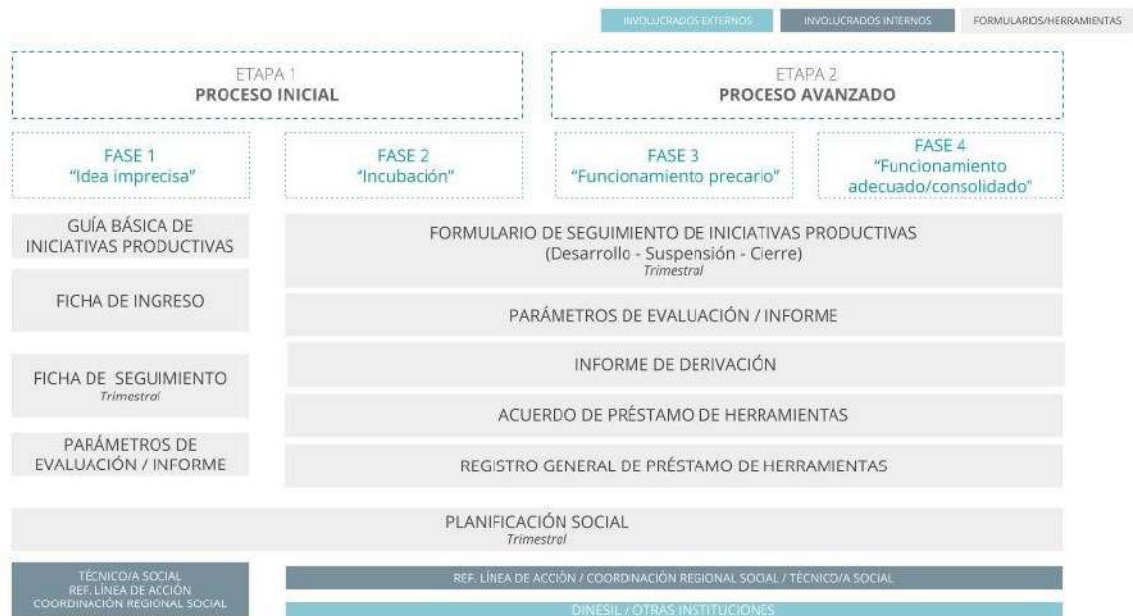 INVOLUCRADOS EXTERNOS
INVOLUCRADOS INTERNOS
FORMULARIOS/HERRAMIENTAS
ETAPA 1
PROCESO INICIAL
ETAPA 2
PROCESO AVANZADO
FASE 1
"Idea imprecisa"
FASE 2
"Incubación"
FASE 3
"Funcionamiento precario"
FASE 4
"Funcionamiento
adecuado/consolidado"
GUÍA BÁSICA DE
INICIATIVAS PRODUCTIVAS
FICHA DE INGRESO
FICHA DE SEGUIMIENTO
Trimestral
PARÁMETROS DE
EVALUACIÓN / INFORME
FORMULARIO DE SEGUIMIENTO DE INICIATIVAS PRODUCTIVAS
(Desarrollo - Suspensión - Cierre)
Trimestral
PARÁMETROS DE EVALUACIÓN / INFORME
INFORME DE DERIVACIÓN
ACUERDO DE PRÉSTAMO DE HERRAMIENTAS
REGISTRO GENERAL DE PRÉSTAMO DE HERRAMIENTAS
PLANIFICACIÓN SOCIAL
Trimestral
TÉCNICO/A SOCIAL
REF. LÍNEA DE ACCIÓN
COORDINACIÓN REGIONAL SOCIAL
REF. LÍNEA DE ACCIÓN / COORDINACIÓN REGIONAL SOCIAL / TÉCNICO/A SOCIAL
DINESIL / OTRAS INSTITUCIONES